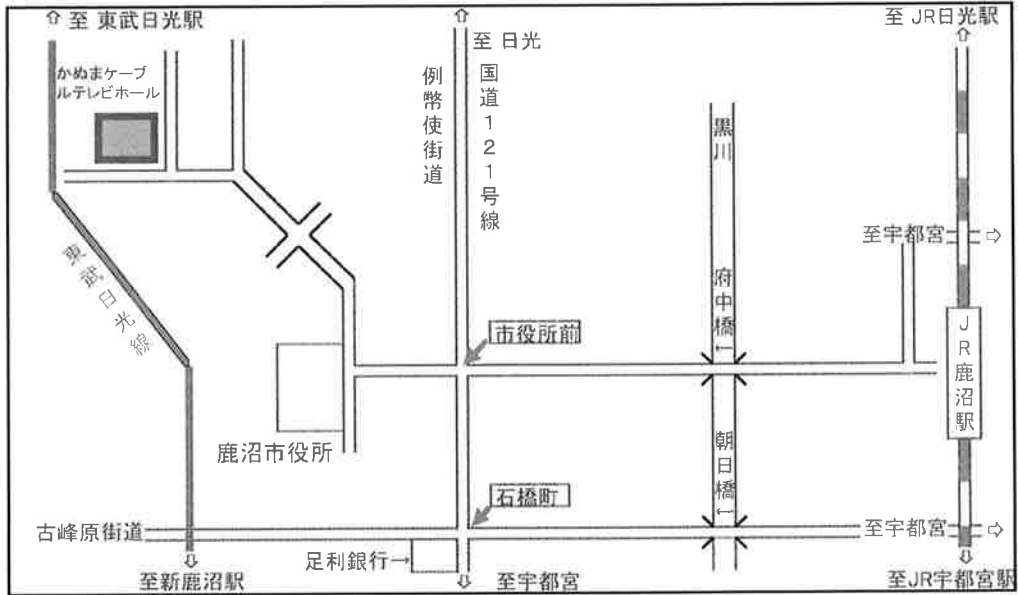 至 東武日光駅
至 日光
至 JR日光駅
かぬまケーブ
ルテレビホール
例幣使街道
国道121号線
黒川
至宇都宮
東武日光線
府中橋↓
市役所前
JR鹿沼駅
鹿沼市役所
朝日橋↓
石橋町
古峰原街道
至宇都宮
足利銀行→
至新鹿沼駅
至宇都宮
至JR宇都宮駅